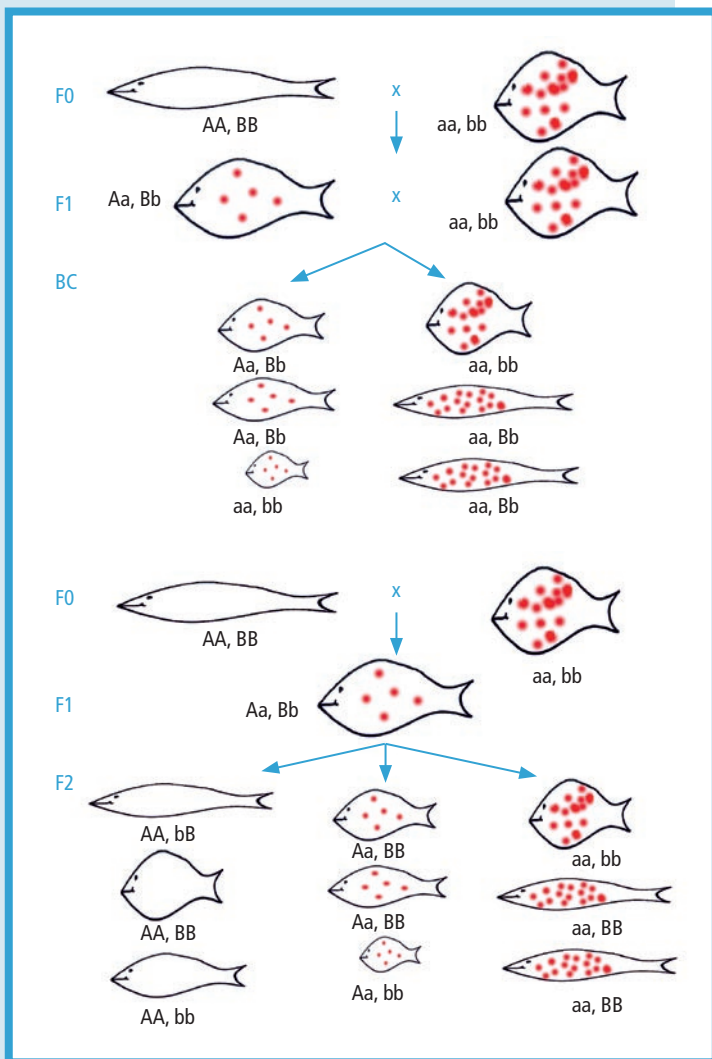 F0
x
AA, BB
aa, bb
F1
Aa, Bb
x
aa, bb
BC
Aa, Bb
aa, bb
Aa, Bb
aa, Bb
aa, bb
aa, Bb
F0
x
AA, BB
aa, bb
F1
Aa, Bb
F2
AA, bB
Aa, BB
aa, bb
AA, BB
Aa, BB
aa, BB
AA, bb
Aa, bb
aa, BB